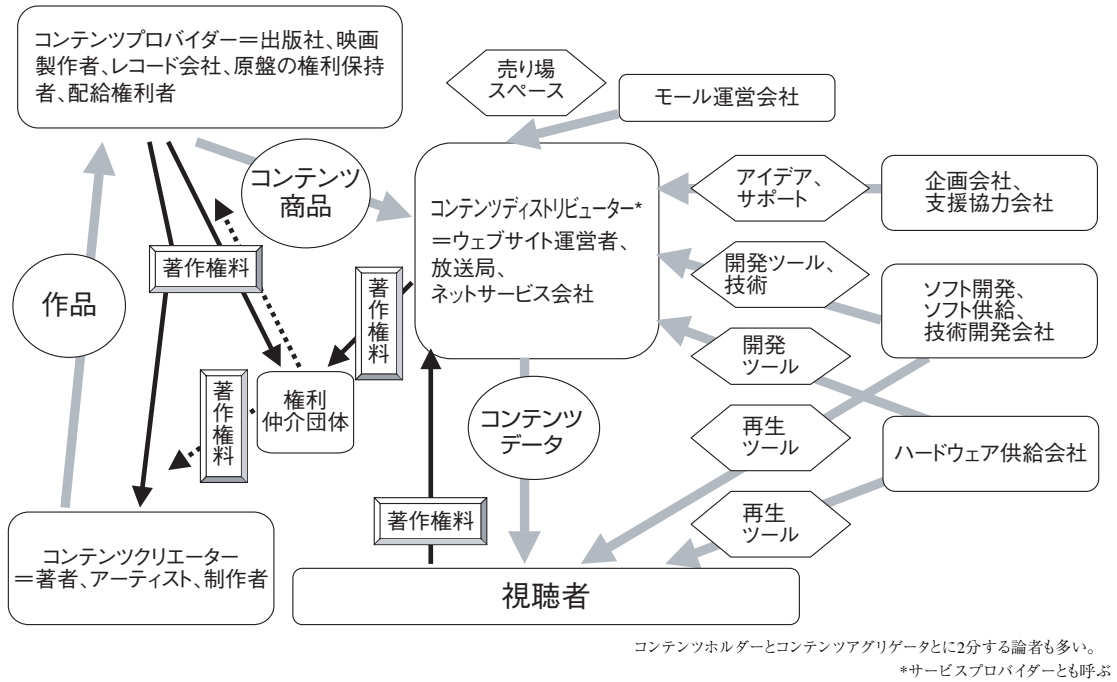 コンテンツプロバイダー＝出版社、映画
製作者、レコード会社、原盤の権利保持
者、配給権利者
売り場
スペース
モール運営会社
コンテンツ
商品
コンテンツディストリビューター*
＝ウェブサイト運営者、
放送局、
ネットサービス会社
アイデア、
サポート
企画会社、
支援協力会社
著作権料
作品
著作権料
開発ツール、
技術
ソフト開発、
ソフト供給、
技術開発会社
開発
ツール
著作権料
権利
仲介団体
コンテンツ
データ
再生
ツール
ハードウェア供給会社
著作権料
再生
ツール
コンテンツクリエーター
＝著者、アーティスト、制作者
視聴者
コンテンツホルダーとコンテンツアグリゲータとに2分する論者も多い。
*サービスプロバイダーとも呼ぶ